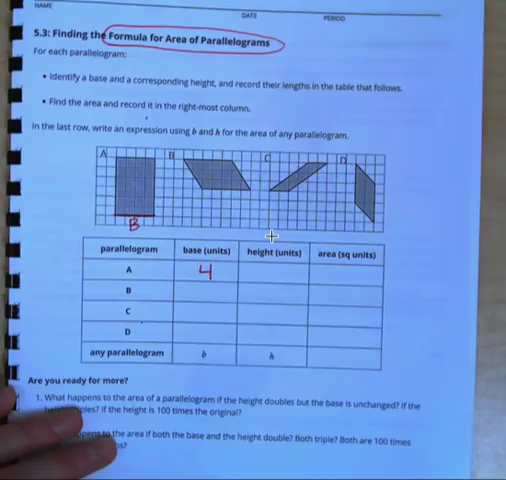 NAME
DATE
PERIOD
5.3: Finding the Formula for Area of Parallelograms
For each parallelogram:
• Identify a base and a corresponding height, and record their lengths in the table that follows.
• Find the area and record it in the right-most column.
In the last row, write an expression using b and h for the area of any parallelogram.
A B C D
B
parallelogram base (units) height (units) area (sq units)
A 4
B
C
D
any parallelogram b h
Are you ready for more?
1. What happens to the area of a parallelogram if the height doubles but the base is unchanged? If the
? If the height is 100 times the original?
to the area if both the base and the height double? Both triple? Both are 100 times